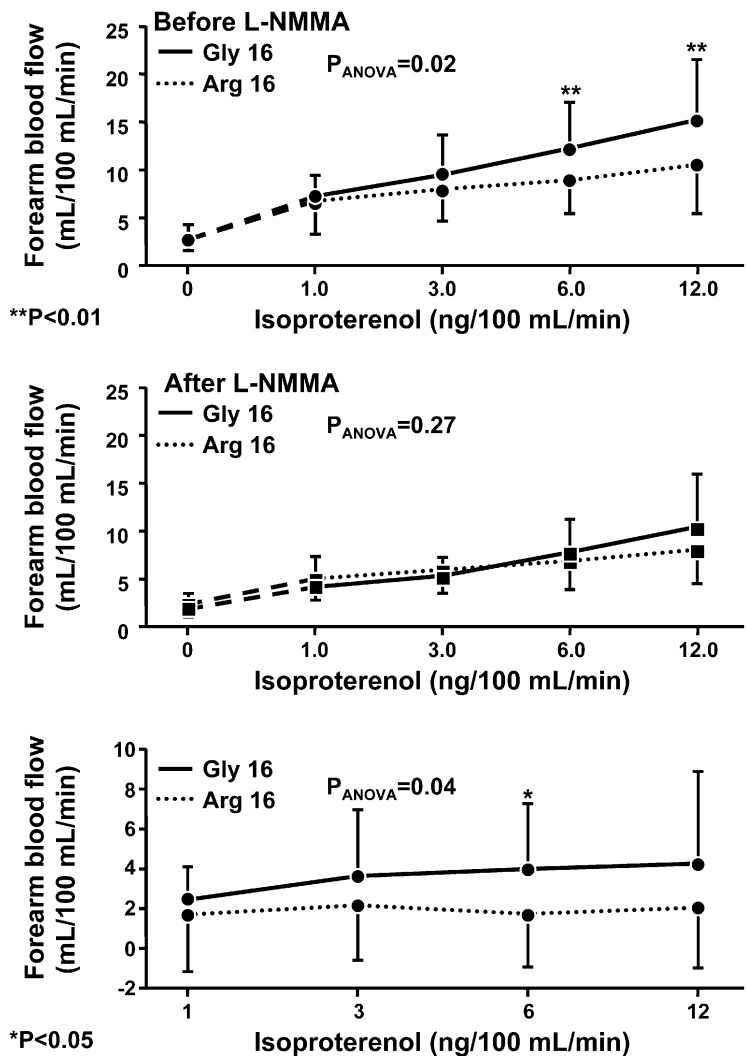 Before L-NMMA
Gly 16
Arg 16
P_ANOVA=0.02
**
**
Forearm blood flow
(mL/100 mL/min)
25
20
15
10
5
0
0 1.0 3.0 6.0 12.0
**P<0.01
Isoproterenol (ng/100 mL/min)
After L-NMMA
Gly 16
Arg 16
P_ANOVA=0.27
Forearm blood flow
(mL/100 mL/min)
25
20
15
10
5
0
0 1.0 3.0 6.0 12.0
Isoproterenol (ng/100 mL/min)
Gly 16
Arg 16
P_ANOVA=0.04
*
Forearm blood flow
(mL/100 mL/min)
10
8
6
4
2
0
-2
1 3 6 12
*P<0.05
Isoproterenol (ng/100 mL/min)